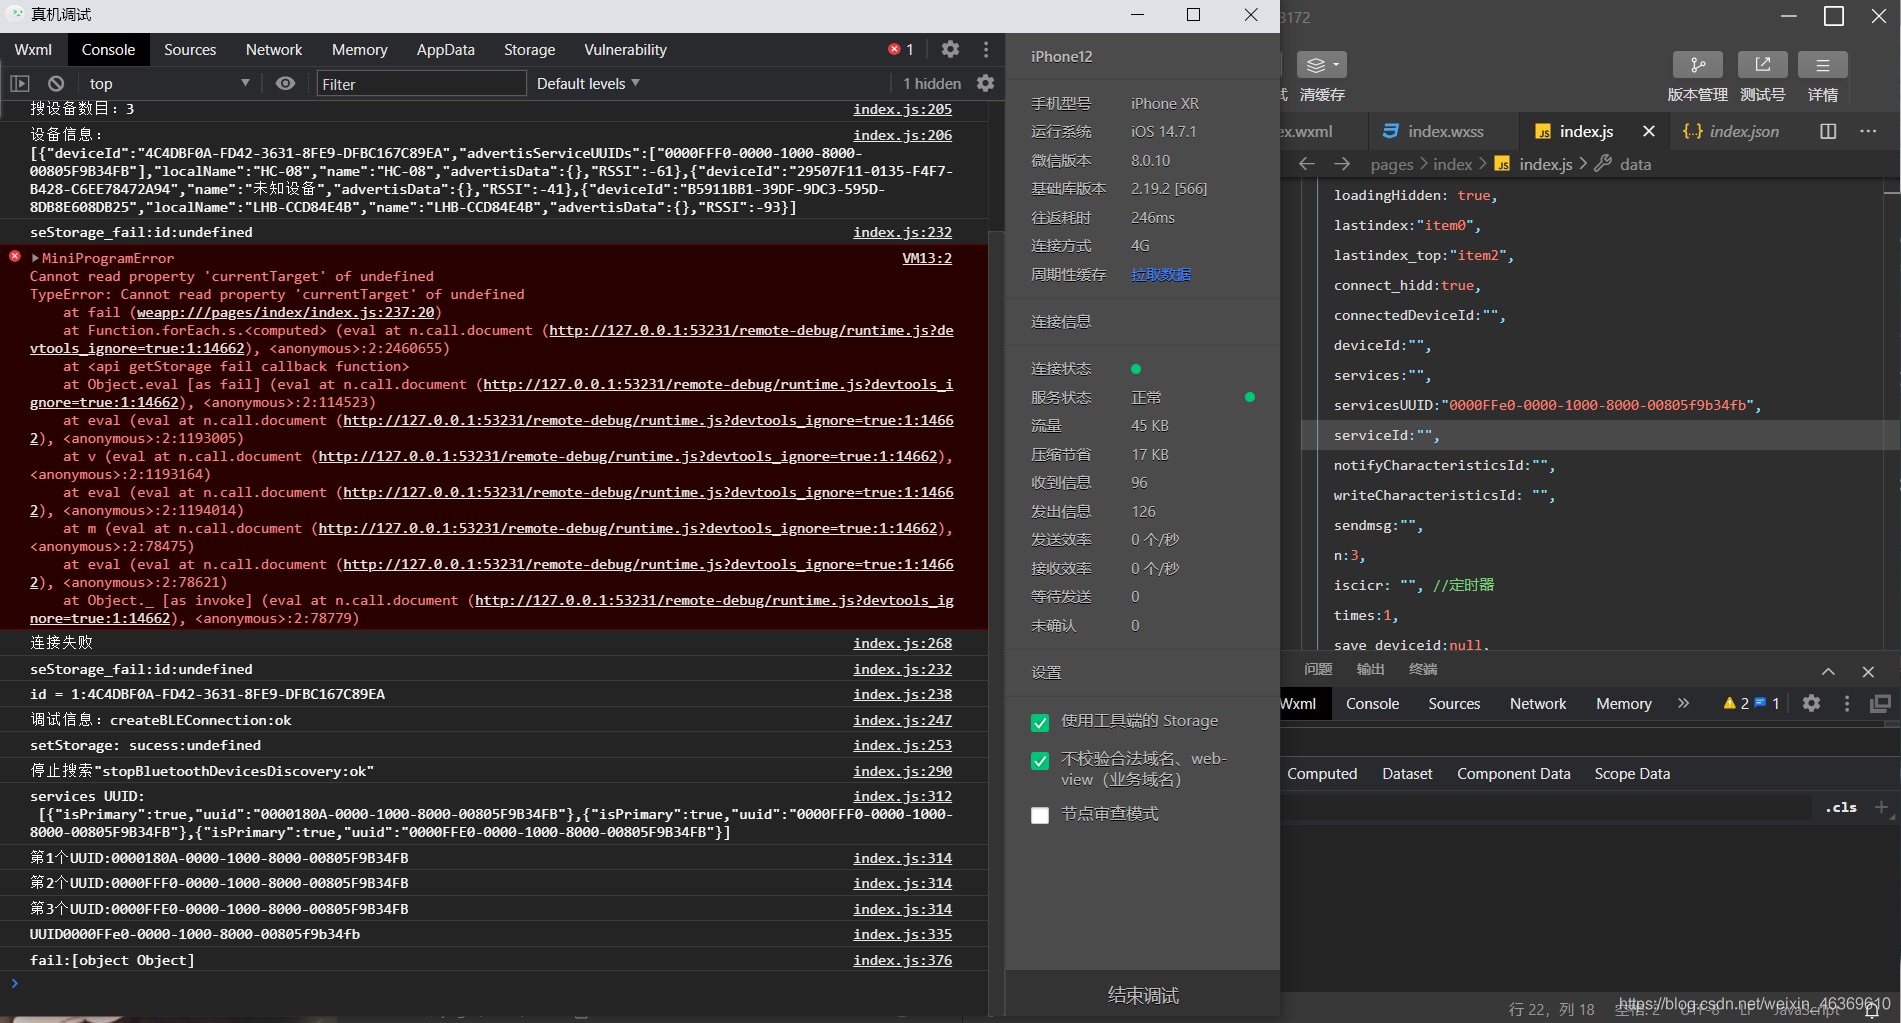 真机调试
Wxml Console Sources Network Memory AppData Storage Vulnerability 1
top Filter Default levels 1 hidden
搜设备数目：3 index.js:205
设备信息： index.js:206
[{"deviceId":"4C4DBF0A-FD42-3631-8FE9-DFBC167C89EA","advertisServiceUUIDs":["0000FFF0-0000-1000-8000-
00805F9B34FB"],"localName":"HC-08","name":"HC-08","advertisData":{},"RSSI":-61},{"deviceId":"29507F11-0135-F4F7-
B428-C6EE78472A94","name":"未知设备","advertisData":{},"RSSI":-41},{"deviceId":"B5911BB1-39DF-9DC3-595D-
8DB8E608DB25","localName":"LHB-CCD84E4B","name":"LHB-CCD84E4B","advertisData":{},"RSSI":-93}]
seStorage_fail:id:undefined index.js:232
MiniProgramError VM13:2
Cannot read property 'currentTarget' of undefined
TypeError: Cannot read property 'currentTarget' of undefined
at fail (weapp:///pages/index/index.js:237:20)
at Function.forEach.s.<computed> (eval at n.call.document (http://127.0.0.1:53231/remote-debug/runtime.js?de
vtools_ignore=true:1:14662), <anonymous>:2:2460655)
at <api getStorage fail callback function>
at Object.eval [as fail] (eval at n.call.document (http://127.0.0.1:53231/remote-debug/runtime.js?devtools_i
gnore=true:1:14662), <anonymous>:2:114523)
at eval (eval at n.call.document (http://127.0.0.1:53231/remote-debug/runtime.js?devtools_ignore=true:1:1466
2), <anonymous>:2:1193005)
at v (eval at n.call.document (http://127.0.0.1:53231/remote-debug/runtime.js?devtools_ignore=true:1:14662),
<anonymous>:2:1193164)
at eval (eval at n.call.document (http://127.0.0.1:53231/remote-debug/runtime.js?devtools_ignore=true:1:1466
2), <anonymous>:2:1194014)
at m (eval at n.call.document (http://127.0.0.1:53231/remote-debug/runtime.js?devtools_ignore=true:1:14662),
<anonymous>:2:78475)
at eval (eval at n.call.document (http://127.0.0.1:53231/remote-debug/runtime.js?devtools_ignore=true:1:1466
2), <anonymous>:2:78621)
at Object._ [as invoke] (eval at n.call.document (http://127.0.0.1:53231/remote-debug/runtime.js?devtools_ig
nore=true:1:14662), <anonymous>:2:78779)
连接失败 index.js:268
seStorage_fail:id:undefined index.js:232
id = 1:4C4DBF0A-FD42-3631-8FE9-DFBC167C89EA index.js:238
调试信息：createBLEConnection:ok index.js:247
setStorage: sucess:undefined index.js:253
停止搜索"stopBluetoothDevicesDiscovery:ok" index.js:290
services UUID: index.js:312
[{"isPrimary":true,"uuid":"0000180A-0000-1000-8000-00805F9B34FB"},{"isPrimary":true,"uuid":"0000FFF0-0000-1000-
8000-00805F9B34FB"},{"isPrimary":true,"uuid":"0000FFE0-0000-1000-8000-00805F9B34FB"}]
第1个UUID:0000180A-0000-1000-8000-00805F9B34FB index.js:314
第2个UUID:0000FFF0-0000-1000-8000-00805F9B34FB index.js:314
第3个UUID:0000FFE0-0000-1000-8000-00805F9B34FB index.js:314
UUID0000FFe0-0000-1000-8000-00805f9b34fb index.js:335
fail:[object Object] index.js:376
iPhone12
手机型号 iPhone XR
运行系统 iOS 14.7.1
微信版本 8.0.10
基础库版本 2.19.2 [566]
往返耗时 246ms
连接方式 4G
周期性缓存 拉取数据
连接信息
连接状态
服务状态 正常
流量 45 KB
压缩节省 17 KB
收到信息 96
发出信息 126
发送效率 0 个/秒
接收效率 0 个/秒
等待发送 0
未确认 0
设置
使用工具端的 Storage
不校验合法域名、web-
view（业务域名）
节点审查模式
结束调试
3172
清缓存 版本管理 测试号 详情
ex.wxml index.wxss index.js index.json
pages > index > index.js > data
loadingHidden: true,
lastindex:"item0",
lastindex_top:"item2",
connect_hidd:true,
connectedDeviceId:"",
deviceId:"",
services:"",
servicesUUID:"0000FFe0-0000-1000-8000-00805f9b34fb",
serviceId:"",
notifyCharacteristicsId:"",
writeCharacteristicsId: "",
sendmsg:"",
n:3,
iscicr: "", //定时器
times:1,
save_deviceid:null,
问题 输出 终端
Wxml Console Sources Network Memory 2 1
Computed Dataset Component Data Scope Data
.cls
行 22，列 18 空格: 2 UTF-8 LF JavaScript
https://blog.csdn.net/weixin_46369610